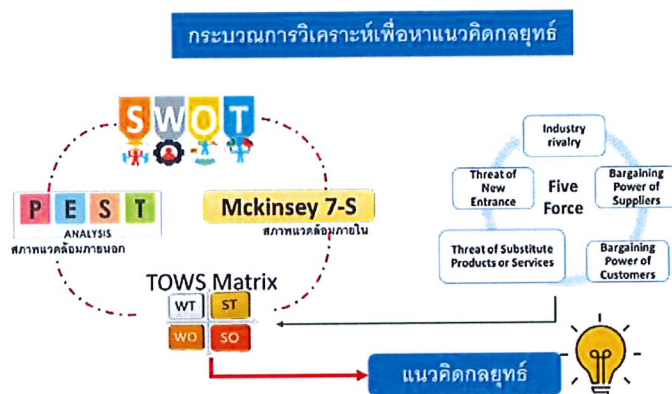 กระบวณการวิเคราะห์เพื่อหาแนวคิดกลยุทธ์
SWOT
PEST
ANALYSIS
สภาพแวดล้อมภายนอก
Mckinsey 7-S
สภาพแวดล้อมภายใน
TOWS Matrix
WT
ST
WO
SO
Industry
rivalry
Threat of
New
Entrance
Five
Force
Bargaining
Power of
Suppliers
Threat of Substitute
Products or Services
Bargaining
Power of
Customers
แนวคิดกลยุทธ์